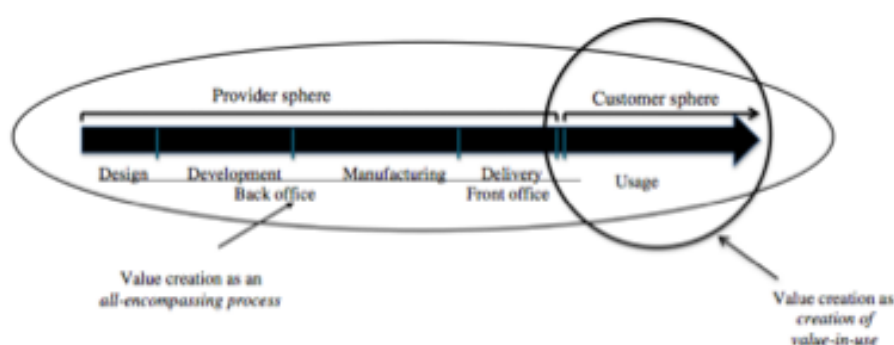 Provider sphere
Customer sphere
Design
Development
Manufacturing
Delivery
Usage
Back office
Front office
Value creation as an
all-encompassing process
Value creation as
creation of
value-in-use